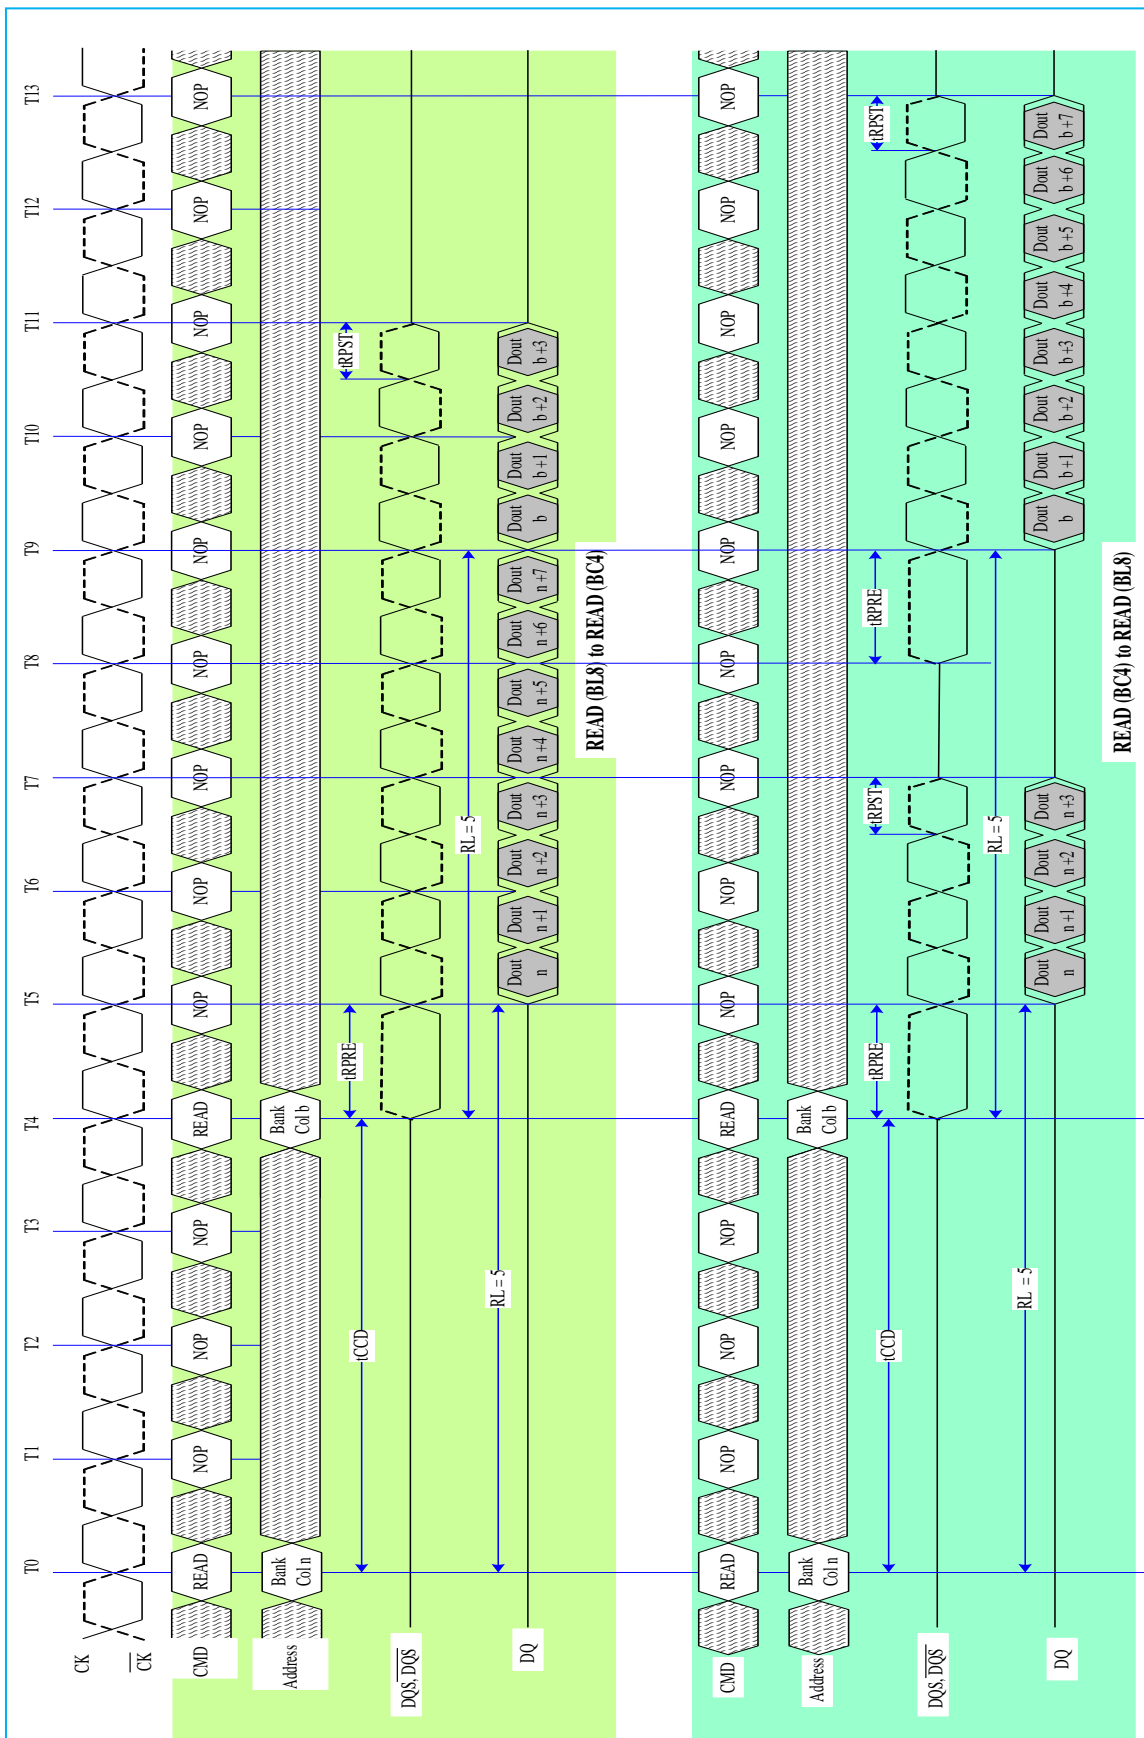 T0 T1 T2 T3 T4 T5 T6 T7 T8 T9 T10 T11 T12 T13
CK
CK
CMD READ NOP NOP NOP READ NOP NOP NOP NOP NOP NOP NOP NOP NOP
Address Bank Col n Bank Col b
tRPST
tCCD tRPRE
DQS, DQS
RL = 5
RL = 5
DQ Dout n Dout n+1 Dout n+2 Dout n+3 Dout n+4 Dout n+5 Dout n+6 Dout n+7 Dout b Dout b+1 Dout b+2 Dout b+3
READ (BL8) to READ (BC4)
CMD READ NOP NOP NOP READ NOP NOP NOP NOP NOP NOP NOP NOP NOP
Address Bank Col n Bank Col b
tCCD tRPRE tRPST tRPRE tRPST
DQS, DQS
RL = 5
RL = 5
DQ Dout n Dout n+1 Dout n+2 Dout n+3 Dout b Dout b+1 Dout b+2 Dout b+3 Dout b+4 Dout b+5 Dout b+6 Dout b+7
READ (BC4) to READ (BL8)